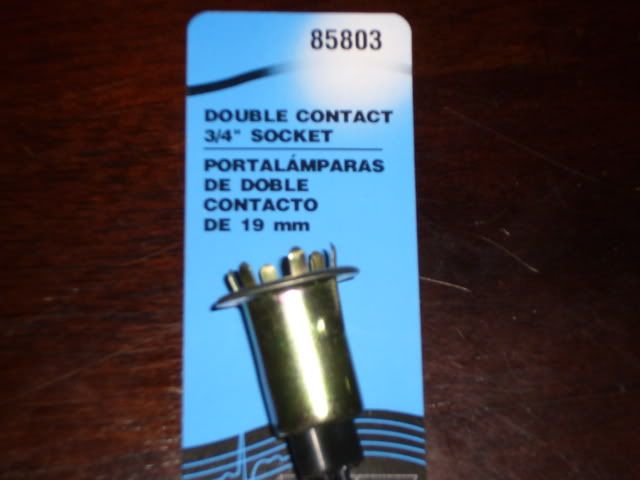 85803
DOUBLE CONTACT
3/4" SOCKET
PORTALÁMPARAS
DE DOBLE
CONTACTO
DE 19 mm